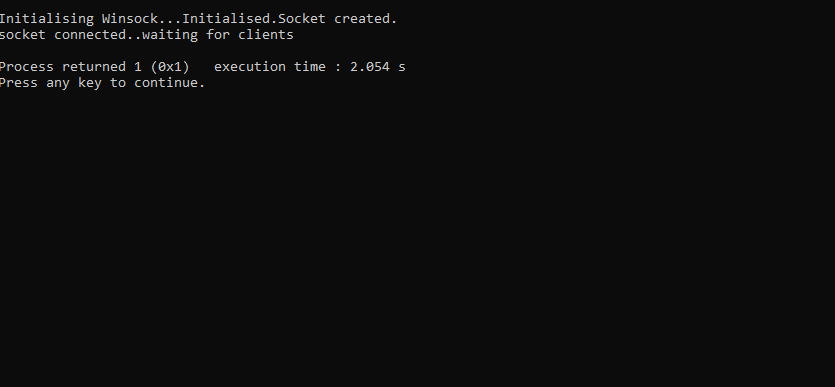 Initialising Winsock...Initialised.Socket created.
socket connected..waiting for clients
Process returned 1 (0x1)   execution time : 2.054 s
Press any key to continue.